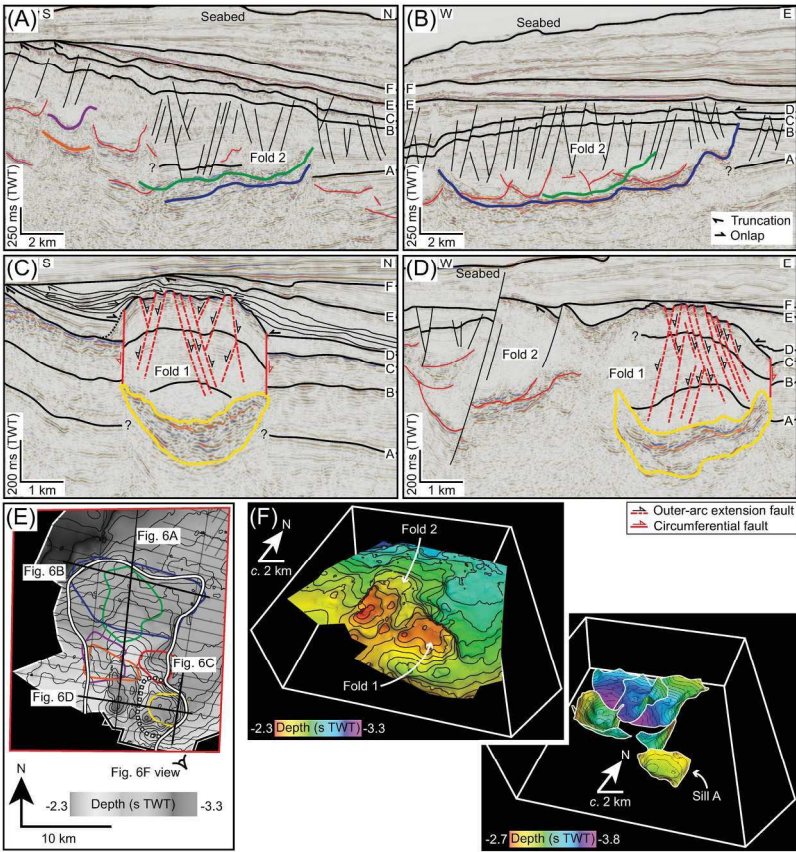 (A)
S
Seabed
N
F
E
D
C
B
A
?
Fold 2
250 ms (TWT)
2 km
(B)
W
Seabed
E
F
E
D
C
B
A
?
Fold 2
250 ms (TWT)
2 km
Truncation
Onlap
(C)
S
N
F
E
D
C
B
A
Fold 1
?
?
200 ms (TWT)
1 km
(D)
W
Seabed
E
F
E
D
C
B
A
?
Fold 2
Fold 1
?
200 ms (TWT)
1 km
Outer-arc extension fault
Circumferential fault
(E)
Fig. 6A
Fig. 6B
Fig. 6C
Fig. 6D
Fig. 6F view
N
-2.3 Depth (s TWT) -3.3
10 km
(F)
N
c. 2 km
Fold 2
Fold 1
-2.3 Depth (s TWT) -3.3
N
c. 2 km
Sill A
-2.7 Depth (s TWT) -3.8